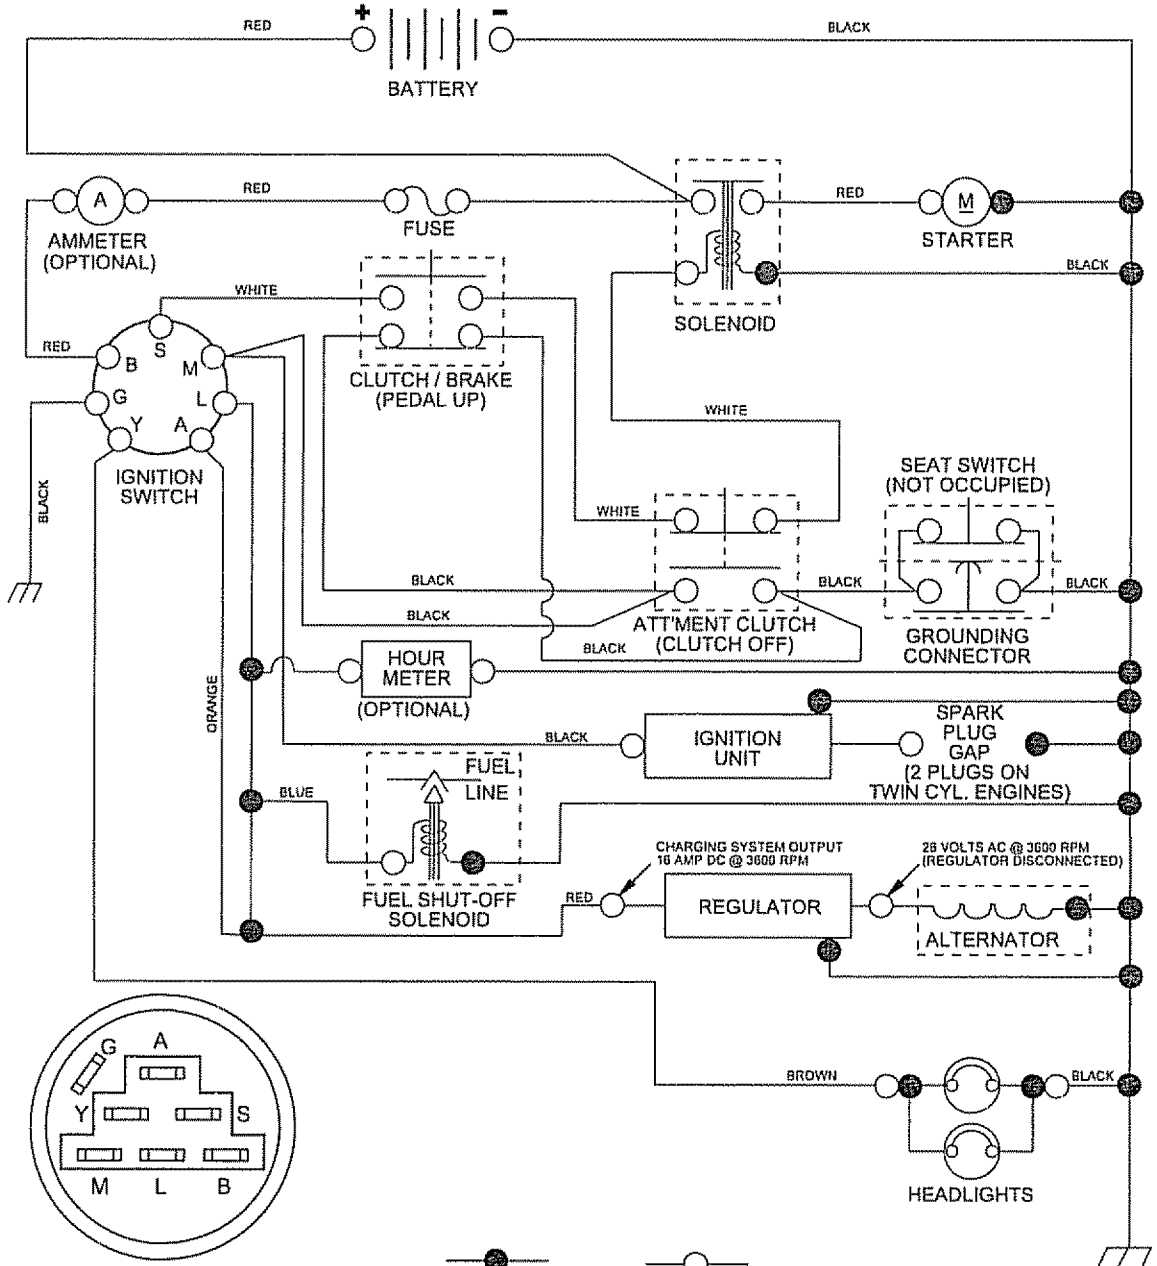 + −
RED
BLACK
BATTERY
A
RED
FUSE
RED
M
AMMETER
(OPTIONAL)
STARTER
BLACK
SOLENOID
WHITE
RED
S
B
M
G
L
Y
A
IGNITION
SWITCH
CLUTCH / BRAKE
(PEDAL UP)
WHITE
BLACK
SEAT SWITCH
(NOT OCCUPIED)
WHITE
BLACK
BLACK
BLACK
BLACK
ATT'MENT CLUTCH
(CLUTCH OFF)
BLACK
GROUNDING
CONNECTOR
HOUR
METER
(OPTIONAL)
ORANGE
BLACK
IGNITION
UNIT
SPARK
PLUG
GAP
(2 PLUGS ON
TWIN CYL. ENGINES)
FUEL
LINE
BLUE
FUEL SHUT-OFF
SOLENOID
CHARGING SYSTEM OUTPUT
16 AMP DC @ 3600 RPM
28 VOLTS AC @ 3600 RPM
(REGULATOR DISCONNECTED)
RED
REGULATOR
ALTERNATOR
BROWN
BLACK
HEADLIGHTS
G
A
Y
S
M
L
B